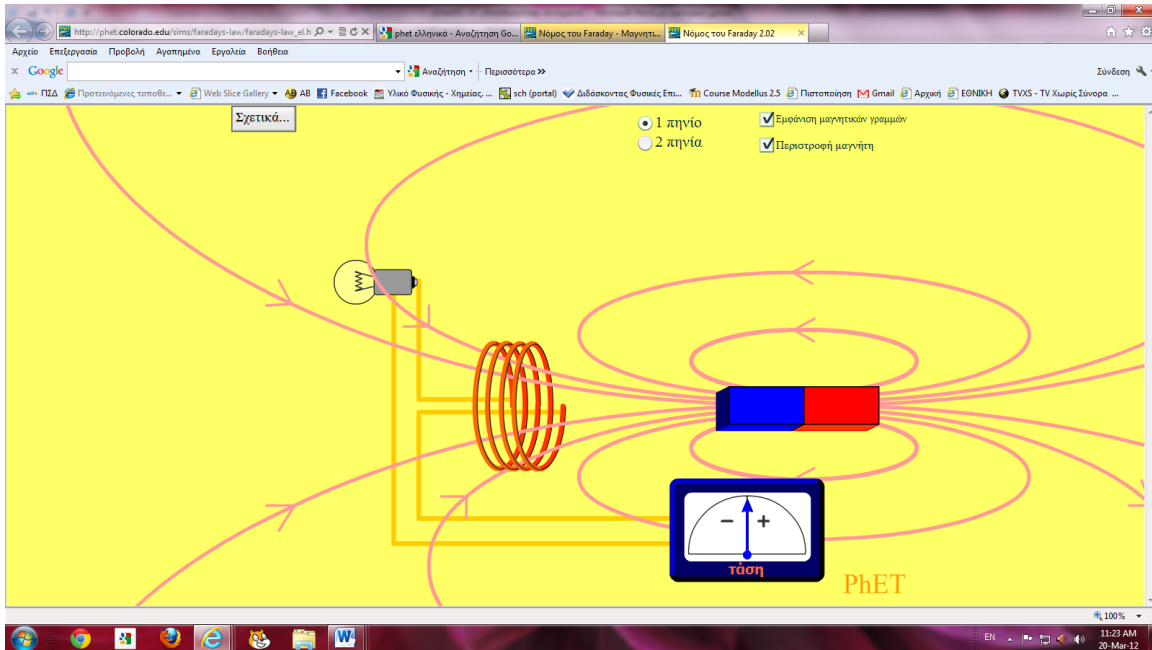 http://phet.colorado.edu/sims/faradays-law/faradays-law_el.h
phet ελληνικά - Αναζήτηση Go...
Νόμος του Faraday - Μαγνητι...
Νόμος του Faraday 2.02
Αρχείο Επεξεργασία Προβολή Αγαπημένα Εργαλεία Βοήθεια
x Google Αναζήτηση Περισσότερα >> Σύνδεση
ΠΣΔ Προτεινόμενες τοποθε... Web Slice Gallery AB Facebook Υλικό Φυσικής - Χημείας. ... sch (portal) Διδάσκοντας Φυσικές Επι... Course Modellus 2.5 Πιστοποίηση Gmail Αρχική ΕΘΝΙΚΗ TVXS - TV Χωρίς Σύνορα ...
Σχετικά...
1 πηνίο
2 πηνία
Εμφάνιση μαγνητικών γραμμών
Περιστροφή μαγνήτη
− +
τάση
PhET
100%
EN
11:23 AM
20-Mar-12